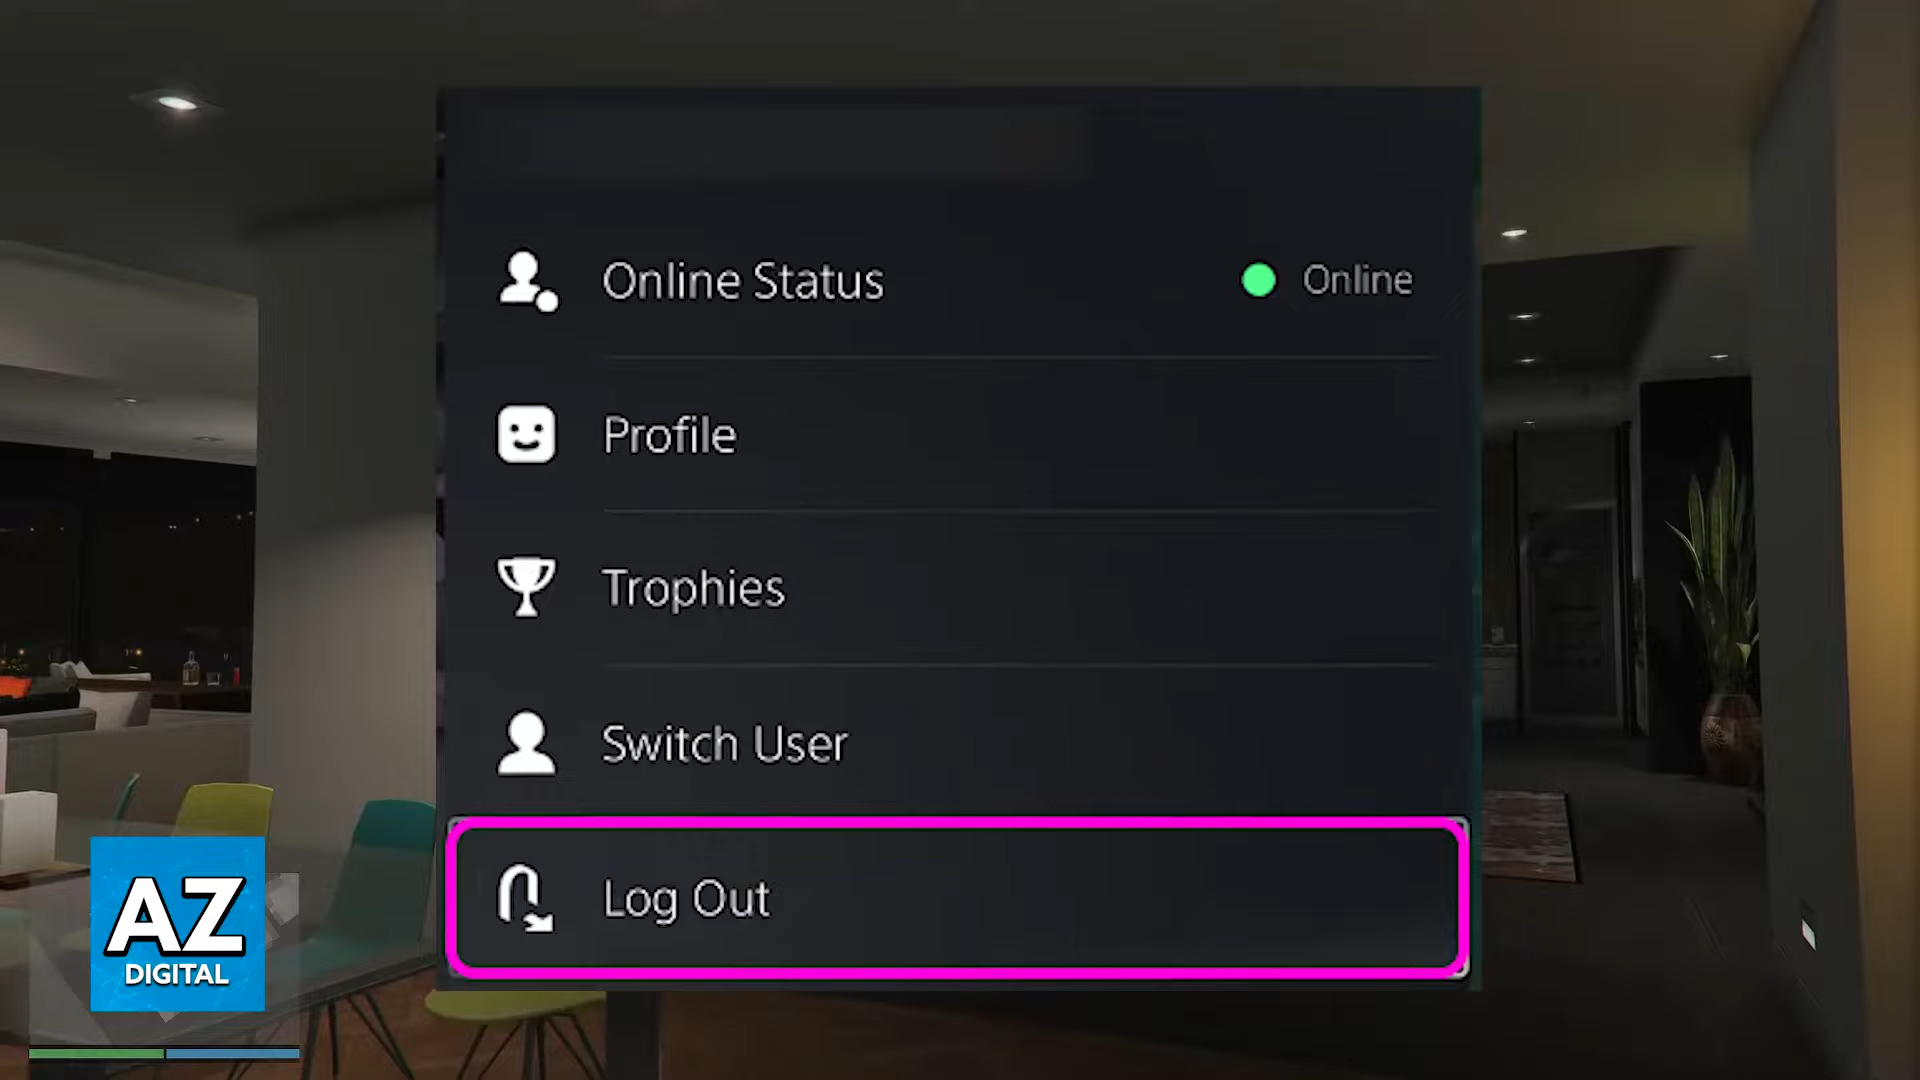 Online Status
Online
Profile
Trophies
Switch User
Log Out
AZ
DIGITAL